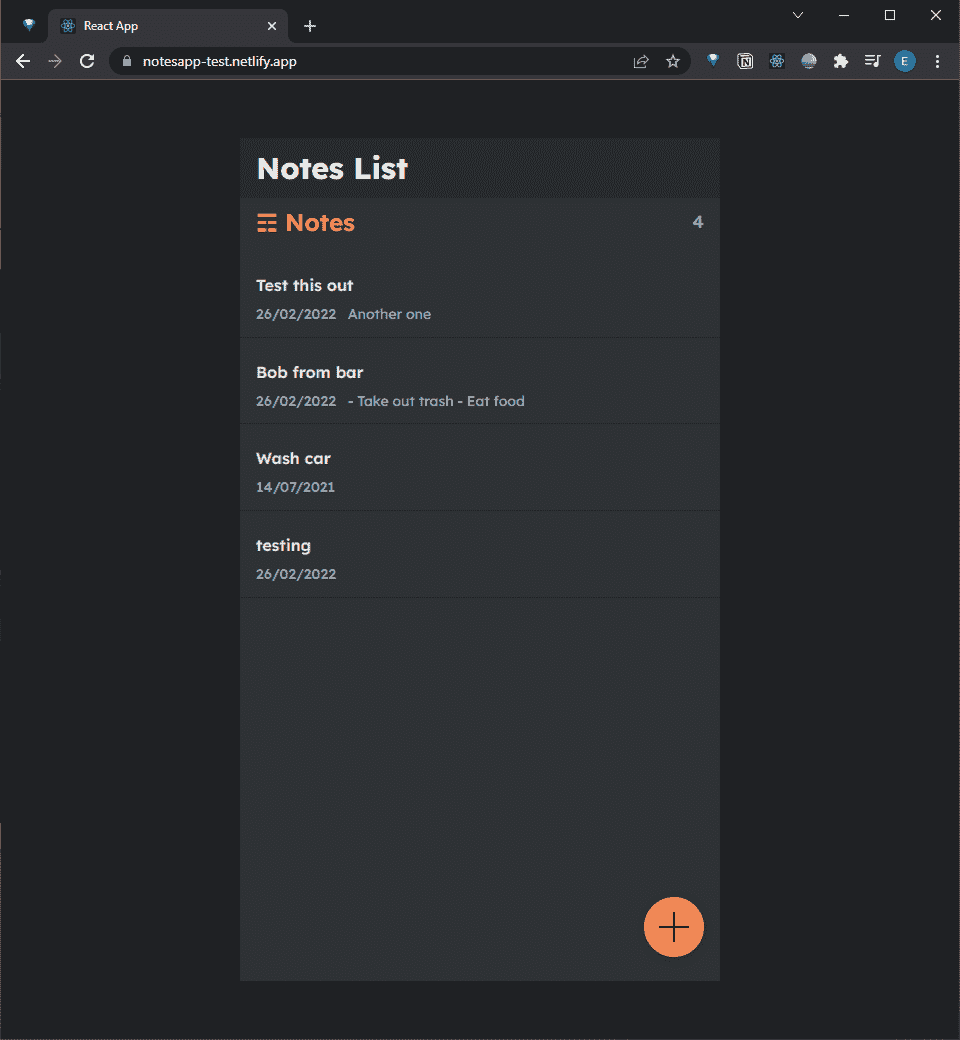 React App
notesapp-test.netlify.app
E
Notes List
Notes 4
Test this out
26/02/2022 Another one
Bob from bar
26/02/2022 - Take out trash - Eat food
Wash car
14/07/2021
testing
26/02/2022